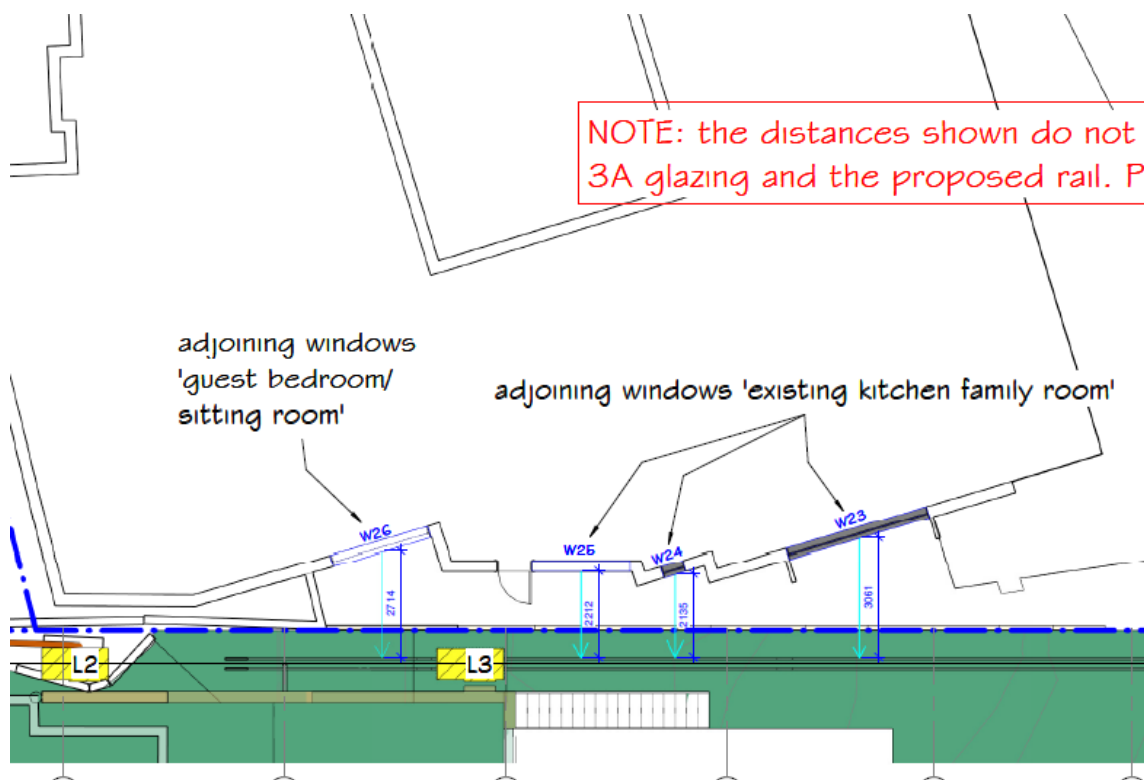 NOTE: the distances shown do not
3A glazing and the proposed rail. P
adjoining windows
'guest bedroom/
sitting room'
adjoining windows 'existing kitchen family room'
W26
W25
W24
W23
2714
2212
2135
3061
L2
L3